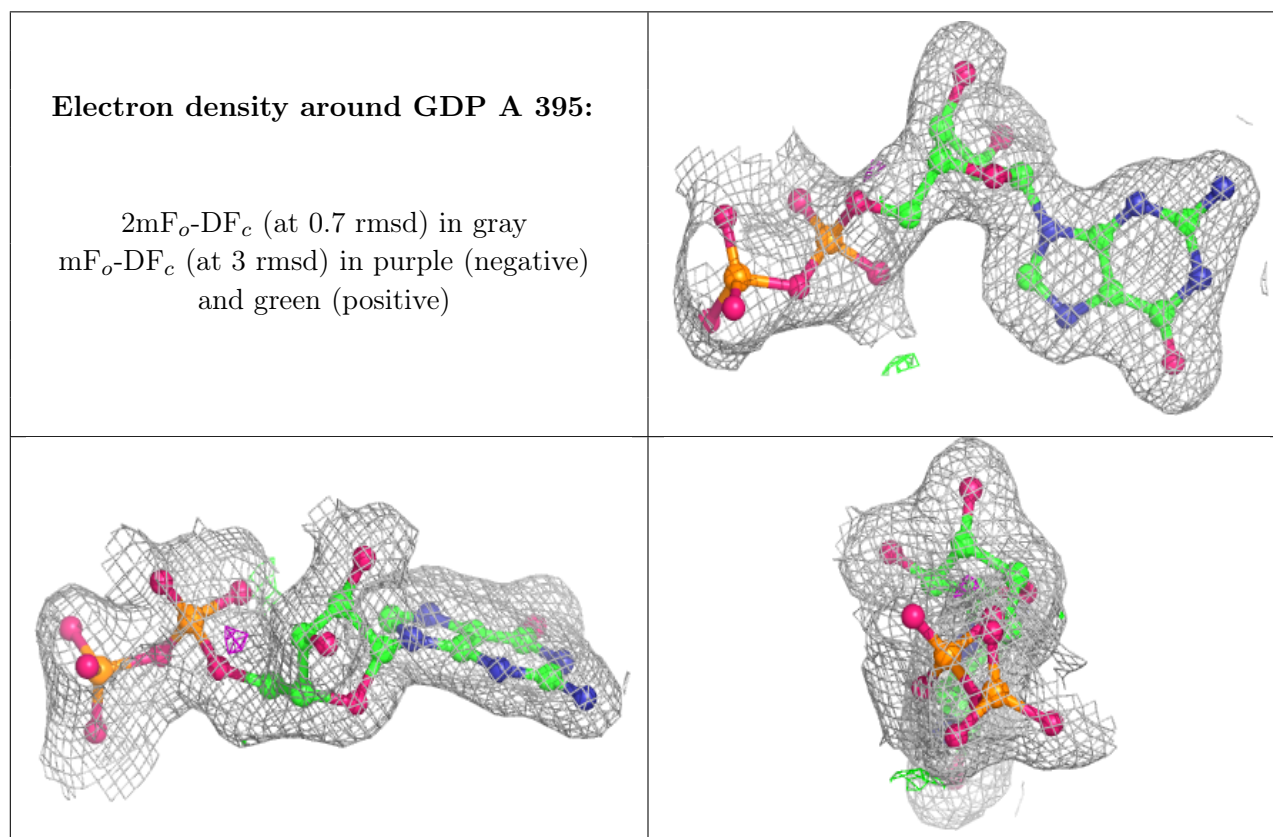 Electron density around GDP A 395:
2mFo-DFc (at 0.7 rmsd) in gray
mFo-DFc (at 3 rmsd) in purple (negative)
and green (positive)